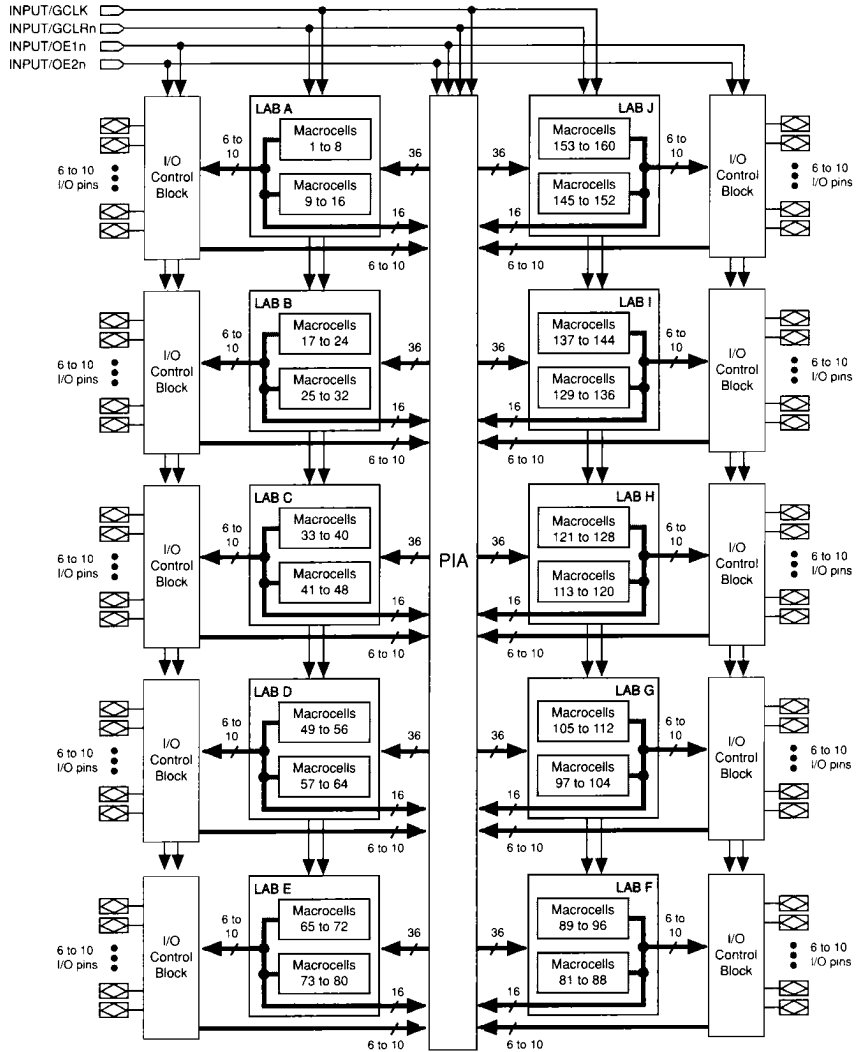 INPUT/GCLK
INPUT/GCLRn
INPUT/OE1n
INPUT/OE2n
LAB A
LAB J
6 to 10
I/O pins
I/O
Control
Block
6 to
10
Macrocells
1 to 8
Macrocells
9 to 16
36
16
6 to 10
Macrocells
153 to 160
Macrocells
145 to 152
6 to
10
16
6 to 10
I/O
Control
Block
6 to 10
I/O pins
LAB B
LAB I
6 to 10
I/O pins
I/O
Control
Block
6 to
10
Macrocells
17 to 24
Macrocells
25 to 32
36
16
6 to 10
Macrocells
137 to 144
Macrocells
129 to 136
6 to
10
16
6 to 10
I/O
Control
Block
6 to 10
I/O pins
LAB C
LAB H
6 to 10
I/O pins
I/O
Control
Block
6 to
10
Macrocells
33 to 40
Macrocells
41 to 48
36
16
6 to 10
PIA
36
Macrocells
121 to 128
Macrocells
113 to 120
6 to
10
16
6 to 10
I/O
Control
Block
6 to 10
I/O pins
LAB D
LAB G
6 to 10
I/O pins
I/O
Control
Block
6 to
10
Macrocells
49 to 56
Macrocells
57 to 64
36
16
6 to 10
36
Macrocells
105 to 112
Macrocells
97 to 104
6 to
10
16
6 to 10
I/O
Control
Block
6 to 10
I/O pins
LAB E
LAB F
6 to 10
I/O pins
I/O
Control
Block
6 to
10
Macrocells
65 to 72
Macrocells
73 to 80
36
16
6 to 10
36
Macrocells
89 to 96
Macrocells
81 to 88
6 to
10
16
6 to 10
I/O
Control
Block
6 to 10
I/O pins